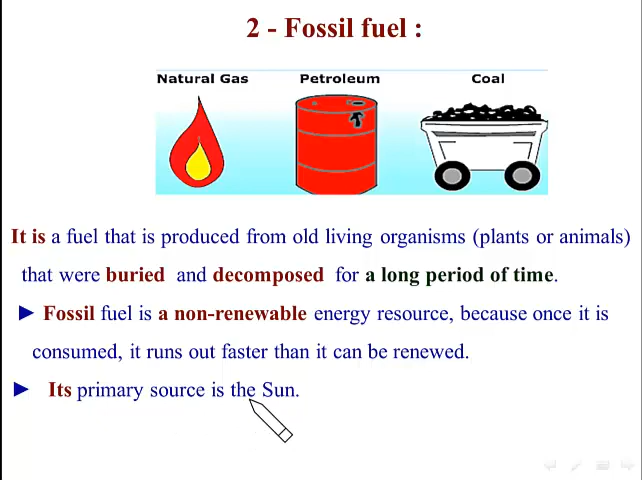 2 - Fossil fuel :
Natural Gas Petroleum Coal
It is a fuel that is produced from old living organisms (plants or animals)
that were buried and decomposed for a long period of time.
► Fossil fuel is a non-renewable energy resource, because once it is
consumed, it runs out faster than it can be renewed.
► Its primary source is the Sun.